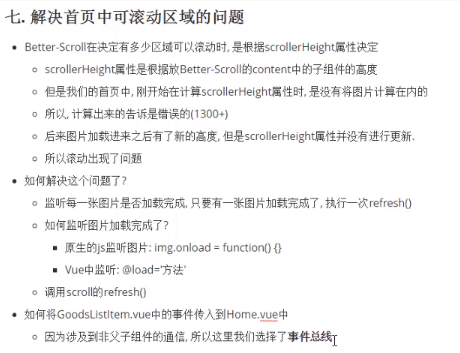 七. 解决首页中可滚动区域的问题
Better-Scroll在决定有多少区域可以滚动时, 是根据scrollerHeight属性决定
scrollerHeight属性是根据放Better-Scroll的content中的子组件的高度
但是我们的首页中, 刚开始在计算scrollerHeight属性时, 是没有将图片计算在内的
所以, 计算出来的告诉是错误的(1300+)
后来图片加载进来之后有了新的高度, 但是scrollerHeight属性并没有进行更新.
所以滚动出现了问题
如何解决这个问题了?
监听每一张图片是否加载完成, 只要有一张图片加载完成了, 执行一次refresh()
如何监听图片加载完成了?
原生的js监听图片: img.onload = function() {}
Vue中监听: @load='方法'
调用scroll的refresh()
如何将GoodsListItem.vue中的事件传入到Home.vue中
因为涉及到非父子组件的通信, 所以这里我们选择了事件总线